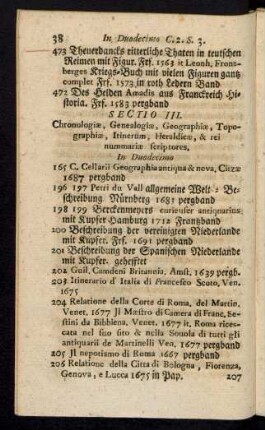 38 In Duodecimo C. 2. S. 3.
473 Theuerdancks ritterliche Thaten in teutschen
Reimen mit Figur. Frf. 1563 it Leonh, Frons-
berges Kriegs-Buch mit vielen Figuren gantz
complet Frf. 1573 in roth Ledern Band
472 Des Helden Amadis aus Franckreich Hi-
storia. Frf. 1583 pergband
SECTIO III.
Chronologiæ, Genealogiæ, Geographiæ, Topo-
graphiæ, Itinerum, Heraldicæ, & rei
nummariæ scriptores.
In Duodecimo
165 C. Cellarii Geographia antiqua & nova, Cizæ
1687 pergband
196 197 Petri du Vall allgemeine Welt: Be-
schreibung Nürnberg 1681 pergband
198 199 Berckenmeyers curieuser antiquarius
mit Kupfer Hamburg 1712 Frantzband
200 Beschreibung der vereinigten Niederlande
mit Kupfer. Frf. 1691 pergband
201 Beschreibung der Spanischen Niederlande
mit Kupfer. geheftet
202 Guil. Camdeni Britannia, Amst. 1639 pergb.
203 Itinerario d Italia di Francesco Scoto, Ven.
1675
204 Relatione della Corte di Roma, del Martin.
Venet. 1677 Jl Mæstro di Camera di Franc. Se-
stini da Bibbiena, Venet. 1677 it. Roma ricer-
cata nel suo sito & nella Scuola di tutti gli
antiquarii de Martinelli Ven. 1677 pergband
205 Jl nepotismo di Roma 1667 pergband
206 Relatione della Citta di Bologna, Fiorenza,
Genova, e Lucca 1675 in Pap. 207